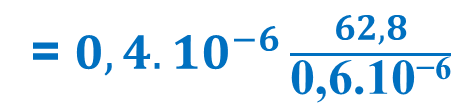 = 0,4.10⁻⁶ 62,8 / 0,6.10⁻⁶